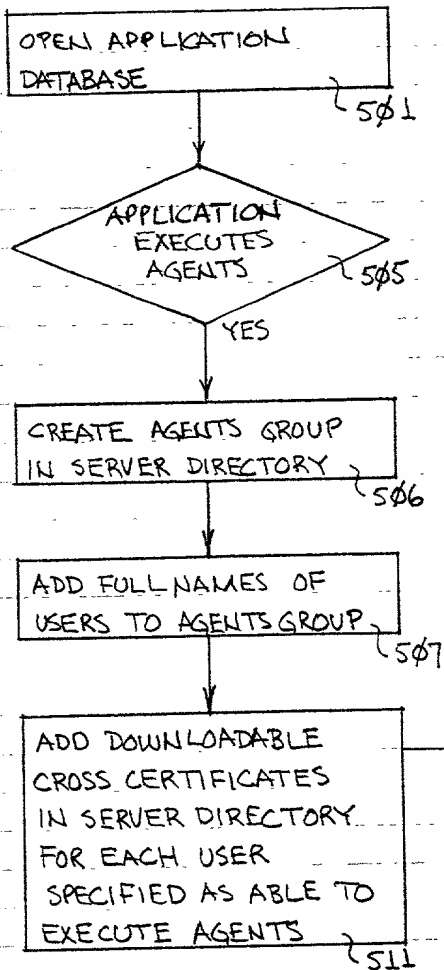 OPEN APPLICATION
DATABASE
5Ø1
APPLICATION
EXECUTES
AGENTS
5Ø5
YES
CREATE AGENTS GROUP
IN SERVER DIRECTORY
5Ø6
ADD FULL NAMES OF
USERS TO AGENTS GROUP
5Ø7
ADD DOWNLOADABLE
CROSS CERTIFICATES
IN SERVER DIRECTORY
FOR EACH USER
SPECIFIED AS ABLE TO
EXECUTE AGENTS
511